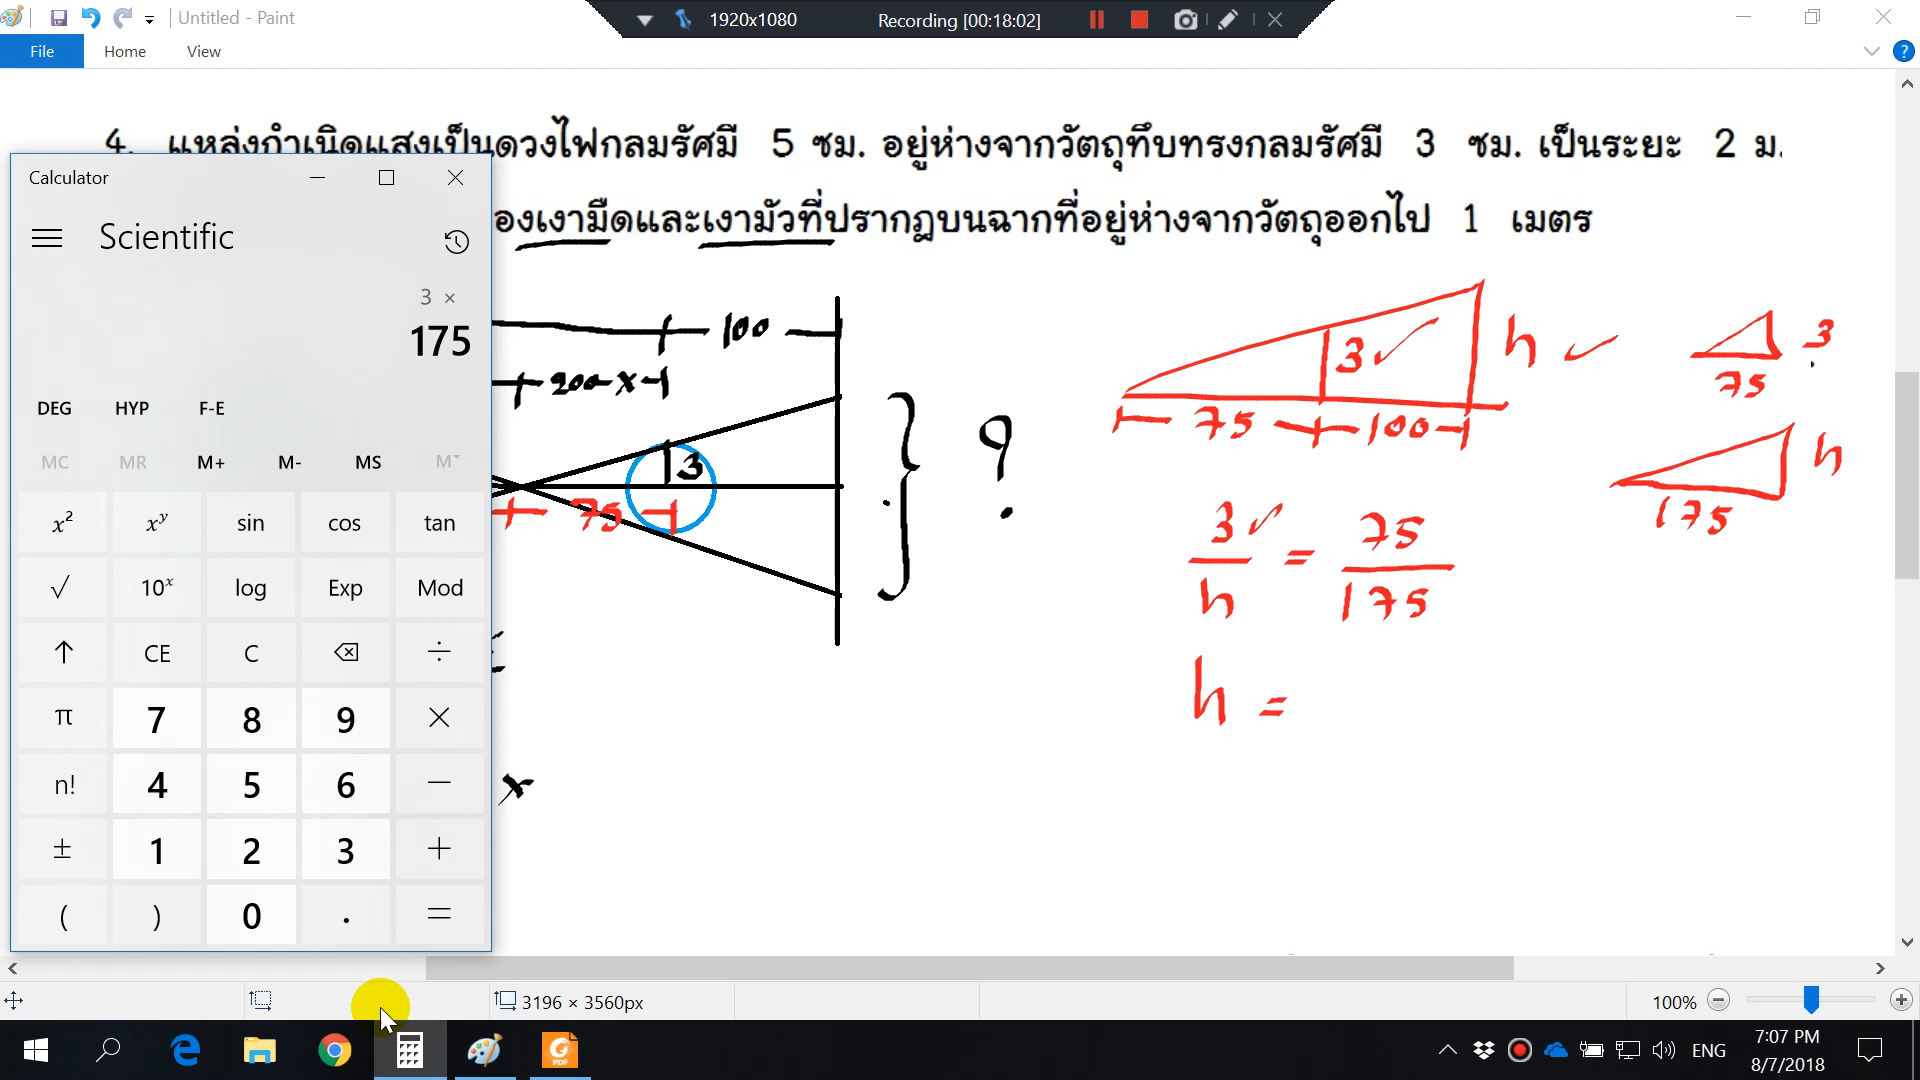 Untitled - Paint
1920x1080
Recording [00:18:02]
File
Home
View
4. แหล่งกำเนิดแสงเป็นดวงไฟกลมรัศมี 5 ซม. อยู่ห่างจากวัตถุทึบทรงกลมรัศมี 3 ซม. เป็นระยะ 2 ม.
องเงามืดและเงามัวที่ปรากฏบนฉากที่อยู่ห่างจากวัตถุออกไป 1 เมตร
Calculator
Scientific
3 ×
175
DEG HYP F-E
MC MR M+ M- MS M˅
x² xʸ sin cos tan
√ 10ˣ log Exp Mod
↑ CE C ÷
π 7 8 9 ×
n! 4 5 6 −
± 1 2 3 +
( ) 0 . =
100
200-x
3
75
?
3 h
75 100
3
75
h
175
3/h = 75/175
h =
x
3196 × 3560px
100%
PDF
ENG
7:07 PM
8/7/2018